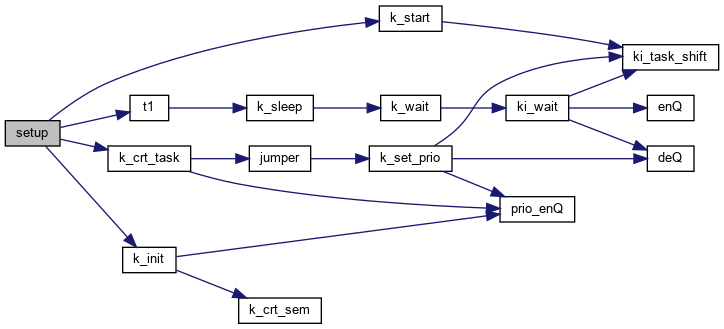 k_start
ki_task_shift
t1
k_sleep
k_wait
ki_wait
enQ
setup
k_crt_task
jumper
k_set_prio
deQ
prio_enQ
k_init
k_crt_sem